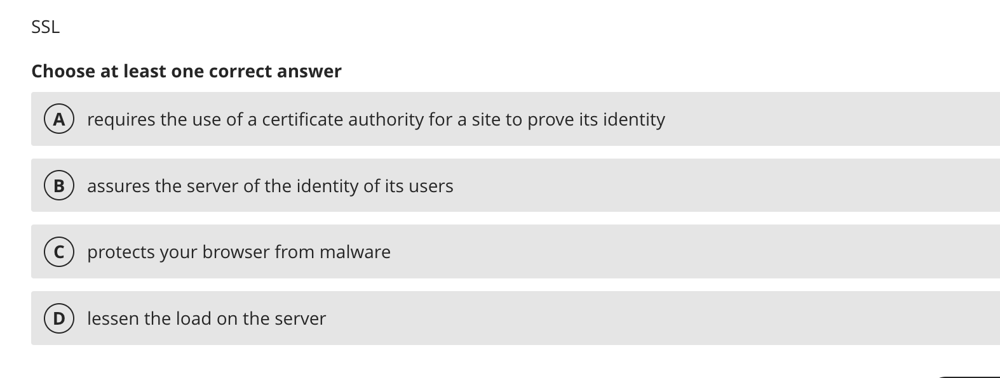 SSL
Choose at least one correct answer
A requires the use of a certificate authority for a site to prove its identity
B assures the server of the identity of its users
C protects your browser from malware
D lessen the load on the server